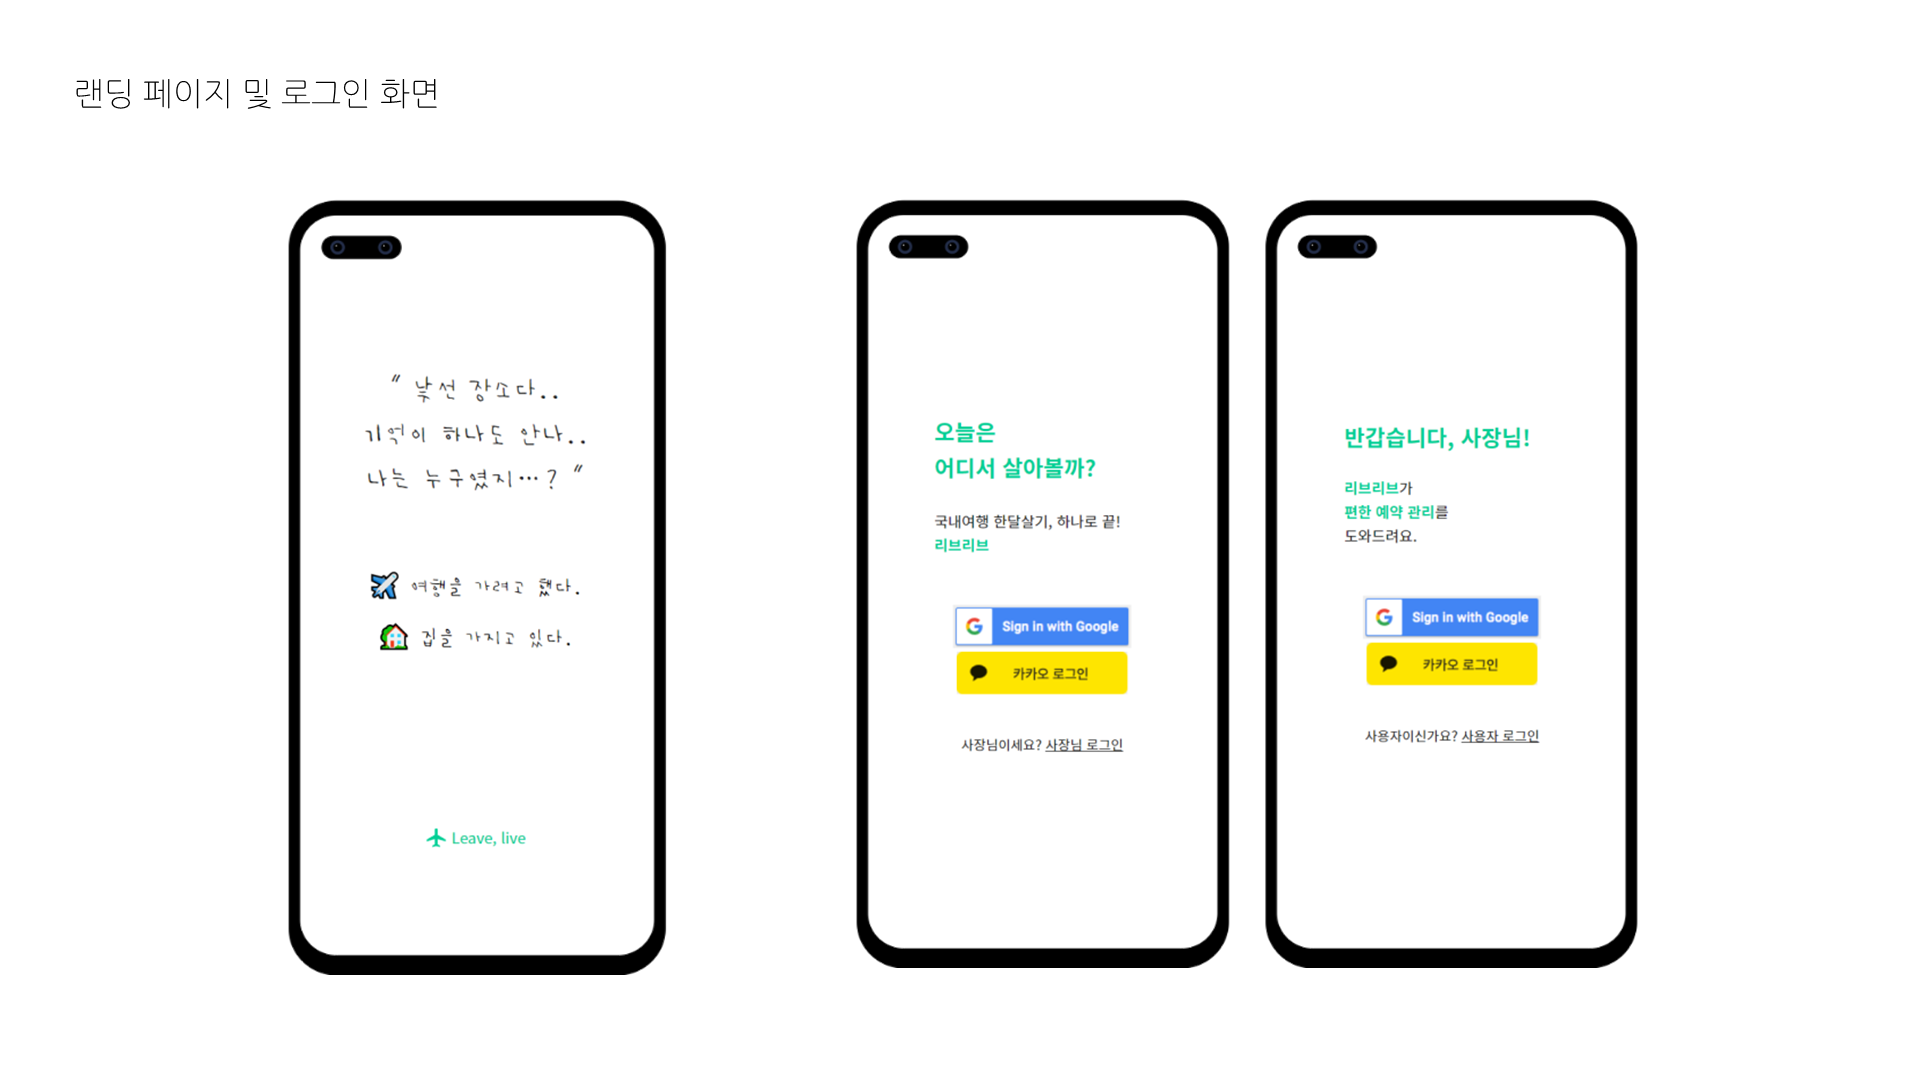 랜딩 페이지 및 로그인 화면
“ 낯선 장소다..
기억이 하나도 안나..
나는 누구였지…? ”
여행을 가려고 했다.
집을 가지고 있다.
Leave, live
오늘은
어디서 살아볼까?
국내여행 한달살기, 하나로 끝!
리브리브
Sign in with Google
카카오 로그인
사장님이세요? 사장님 로그인
반갑습니다, 사장님!
리브리브가
편한 예약 관리를
도와드려요.
Sign in with Google
카카오 로그인
사용자이신가요? 사용자 로그인